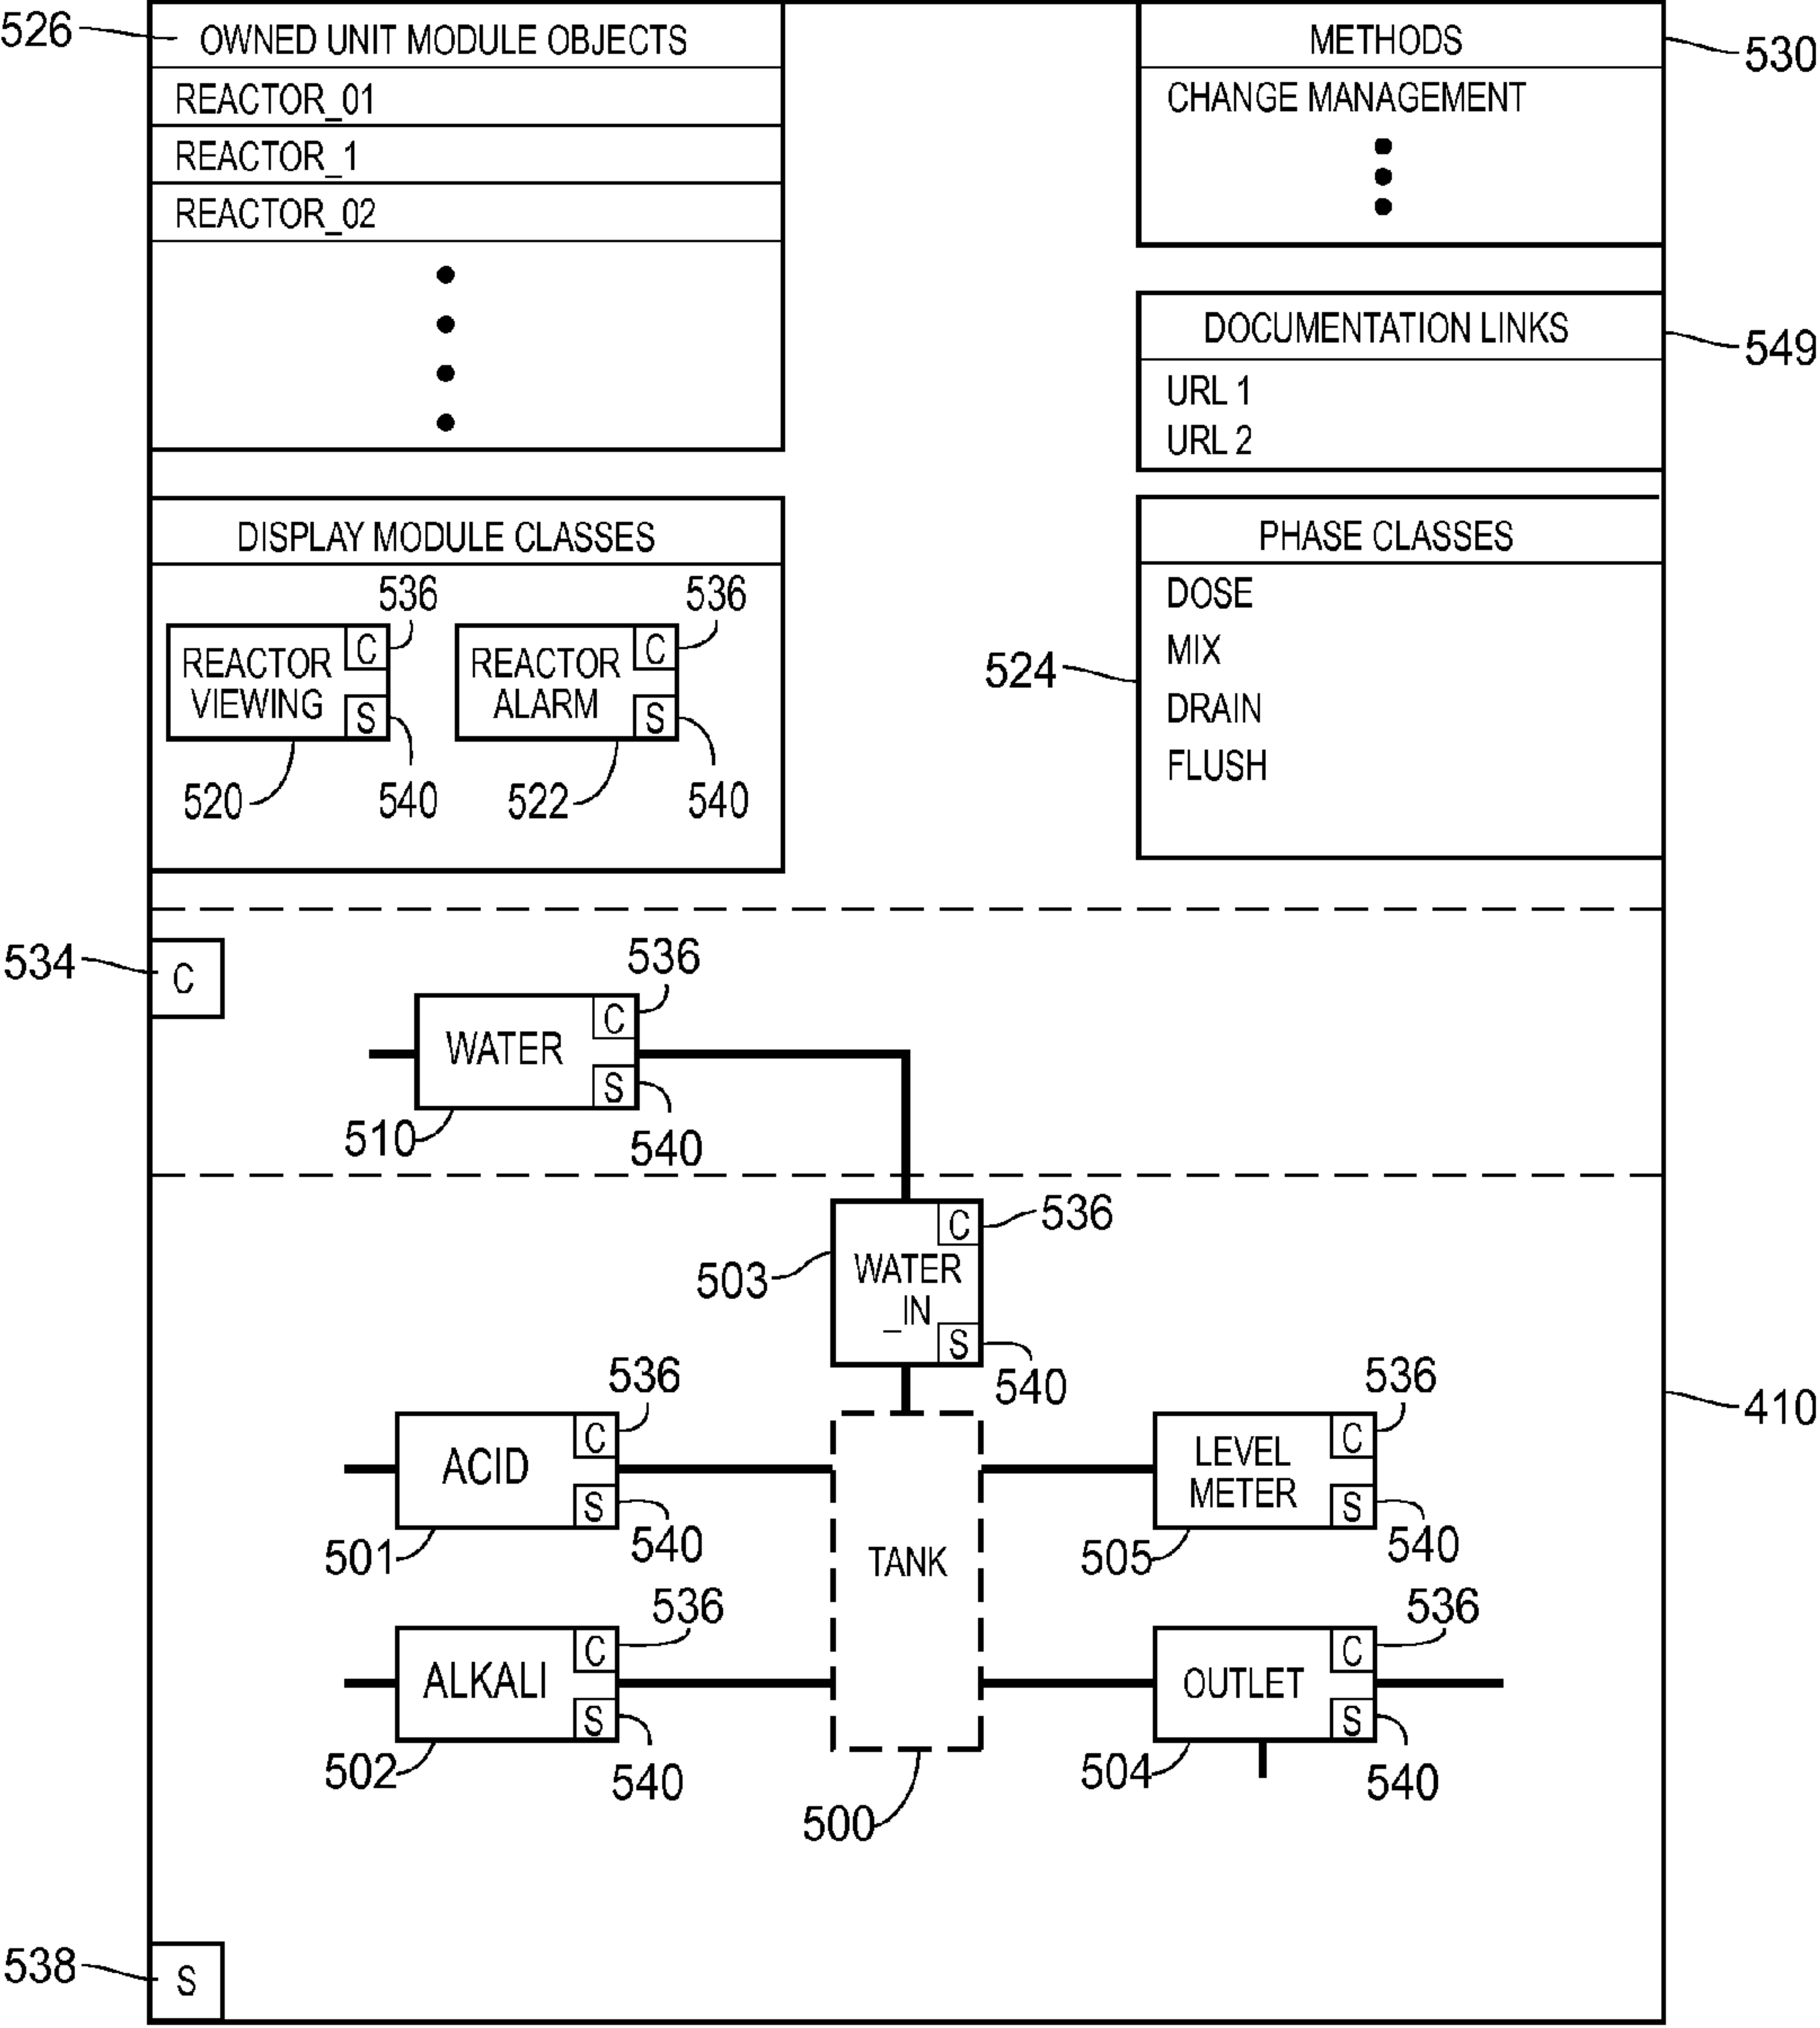 526
OWNED UNIT MODULE OBJECTS
REACTOR_01
REACTOR_1
REACTOR_02
METHODS
530
CHANGE MANAGEMENT
DOCUMENTATION LINKS
549
URL 1
URL 2
DISPLAY MODULE CLASSES
536
536
REACTOR
VIEWING
C
S
REACTOR
ALARM
C
S
520
540
522
540
PHASE CLASSES
524
DOSE
MIX
DRAIN
FLUSH
534
C
536
WATER
C
S
510
540
503
WATER
_IN
C
S
536
540
410
536
ACID
C
S
501
540
536
LEVEL
METER
C
S
505
540
TANK
500
536
ALKALI
C
S
502
540
536
OUTLET
C
S
504
540
538
S